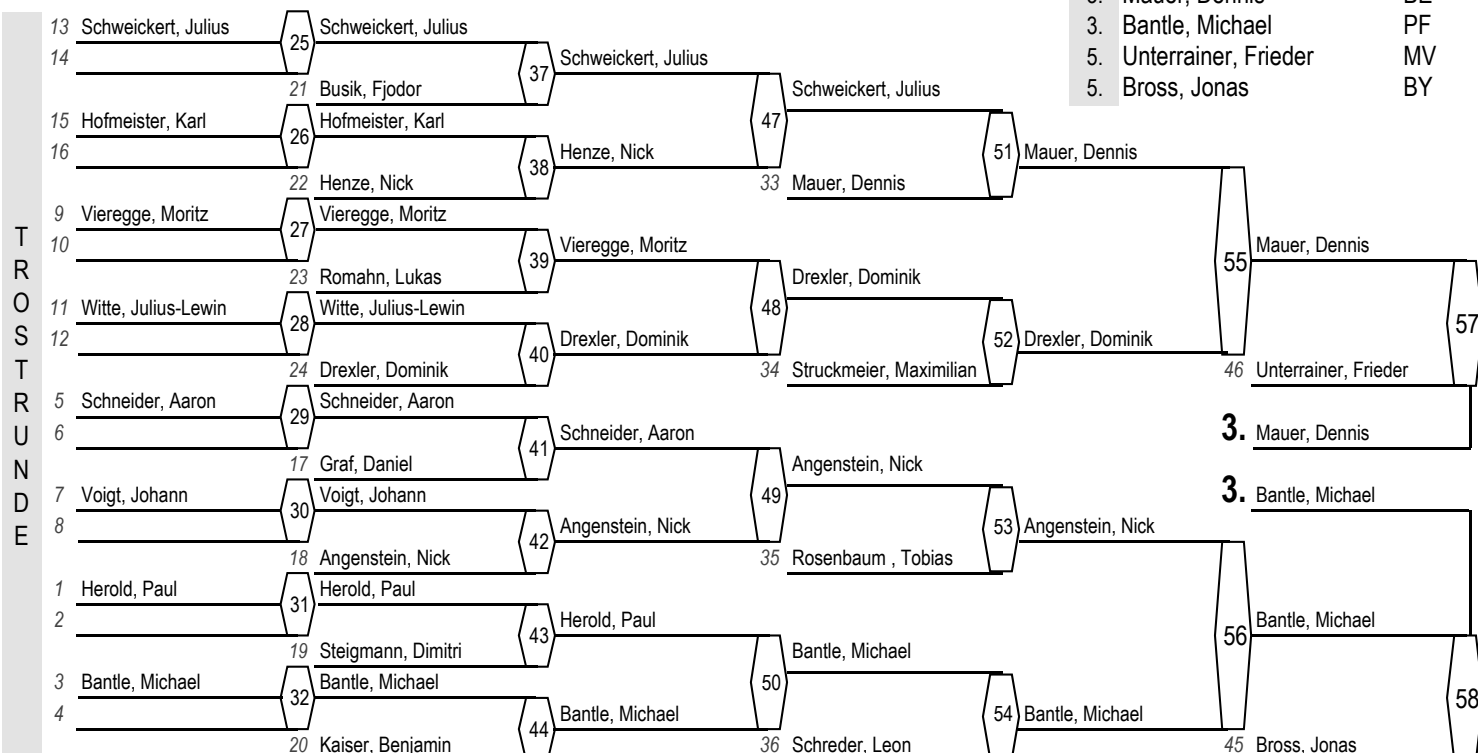 3. Mauer, Dennis BE
3. Bantle, Michael PF
5. Unterrainer, Frieder MV
5. Bross, Jonas BY
TROSTRUNDE
13 Schweickert, Julius 25 Schweickert, Julius
14
37 Schweickert, Julius
21 Busik, Fjodor
Schweickert, Julius
15 Hofmeister, Karl 26 Hofmeister, Karl
47
16
38 Henze, Nick
51 Mauer, Dennis
22 Henze, Nick
33 Mauer, Dennis
9 Vieregge, Moritz 27 Vieregge, Moritz
10
39 Vieregge, Moritz
55 Mauer, Dennis
23 Romahn, Lukas
Drexler, Dominik
11 Witte, Julius-Lewin 28 Witte, Julius-Lewin
48
57
12
40 Drexler, Dominik
52 Drexler, Dominik
24 Drexler, Dominik
34 Struckmeier, Maximilian
46 Unterrainer, Frieder
5 Schneider, Aaron 29 Schneider, Aaron
6
41 Schneider, Aaron
3. Mauer, Dennis
17 Graf, Daniel
Angenstein, Nick
7 Voigt, Johann 30 Voigt, Johann
49
3. Bantle, Michael
8
42 Angenstein, Nick
53 Angenstein, Nick
18 Angenstein, Nick
35 Rosenbaum , Tobias
1 Herold, Paul 31 Herold, Paul
2
43 Herold, Paul
56 Bantle, Michael
19 Steigmann, Dimitri
Bantle, Michael
3 Bantle, Michael 32 Bantle, Michael
50
58
4
44 Bantle, Michael
54 Bantle, Michael
20 Kaiser, Benjamin
36 Schreder, Leon
45 Bross, Jonas